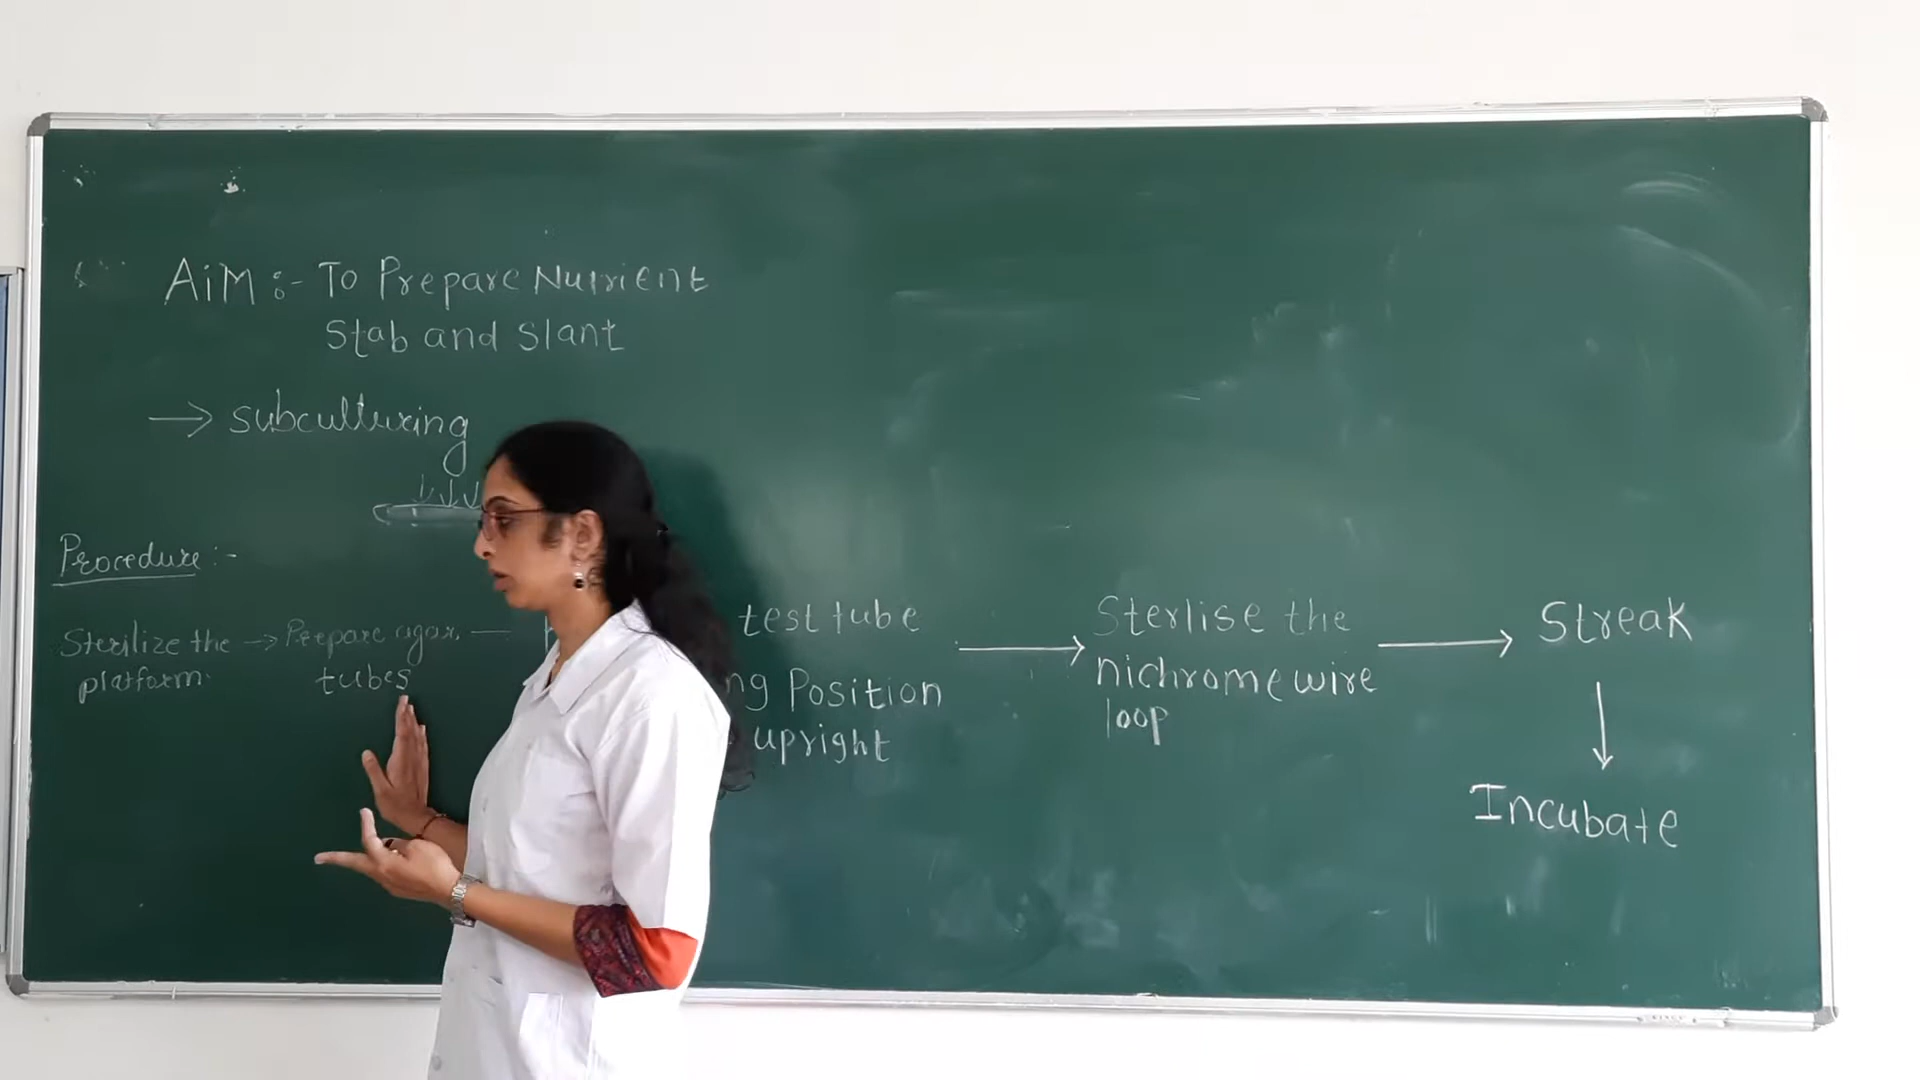 AiM :- To Prepare Nutrient
Stab and Slant
→ subculturing
Procedure :-
Sterilize the → Prepare agar —
platform.
tubes
test tube
ng Position
upright
→ Sterlise the
nichrome wire
loop
→ Streak
↓
Incubate